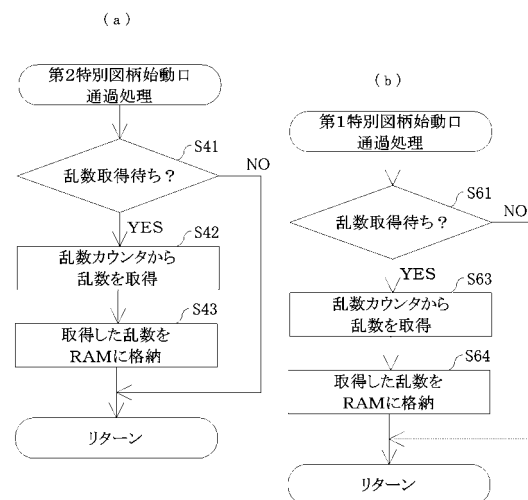 (a)
第2特別図柄始動口
通過処理
S41
乱数取得待ち？
NO
YES
S42
乱数カウンタから
乱数を取得
S43
取得した乱数を
RAMに格納
リターン
(b)
第1特別図柄始動口
通過処理
S61
乱数取得待ち？
NO
YES
S63
乱数カウンタから
乱数を取得
S64
取得した乱数を
RAMに格納
リターン